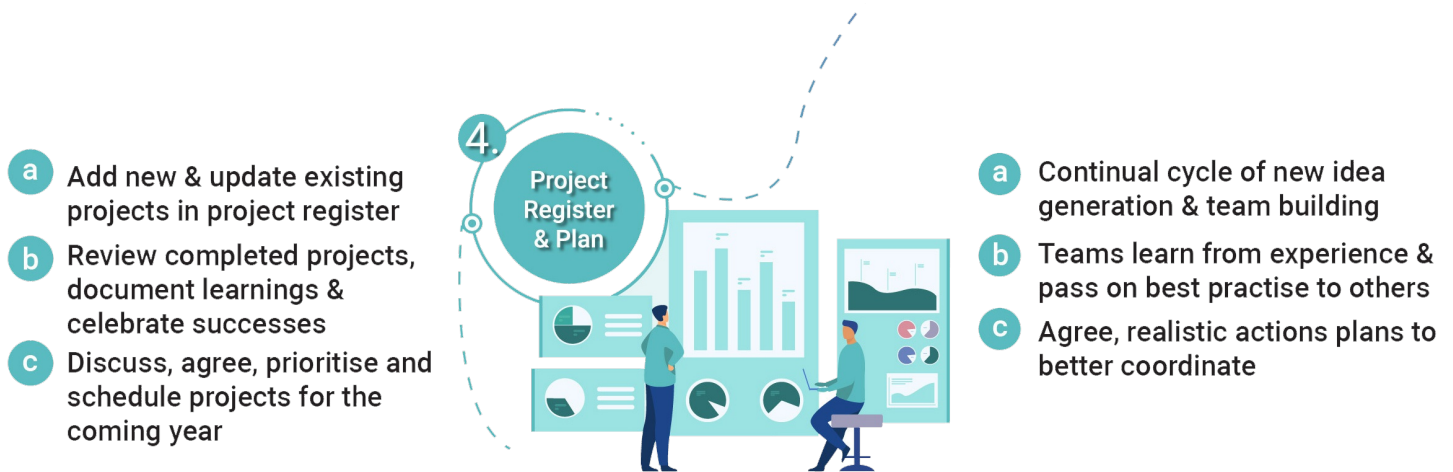 a
Add new & update existing
projects in project register
b
Review completed projects,
document learnings &
celebrate successes
c
Discuss, agree, prioritise and
schedule projects for the
coming year
4.
Project
Register
& Plan
a
Continual cycle of new idea
generation & team building
b
Teams learn from experience &
pass on best practise to others
c
Agree, realistic actions plans to
better coordinate